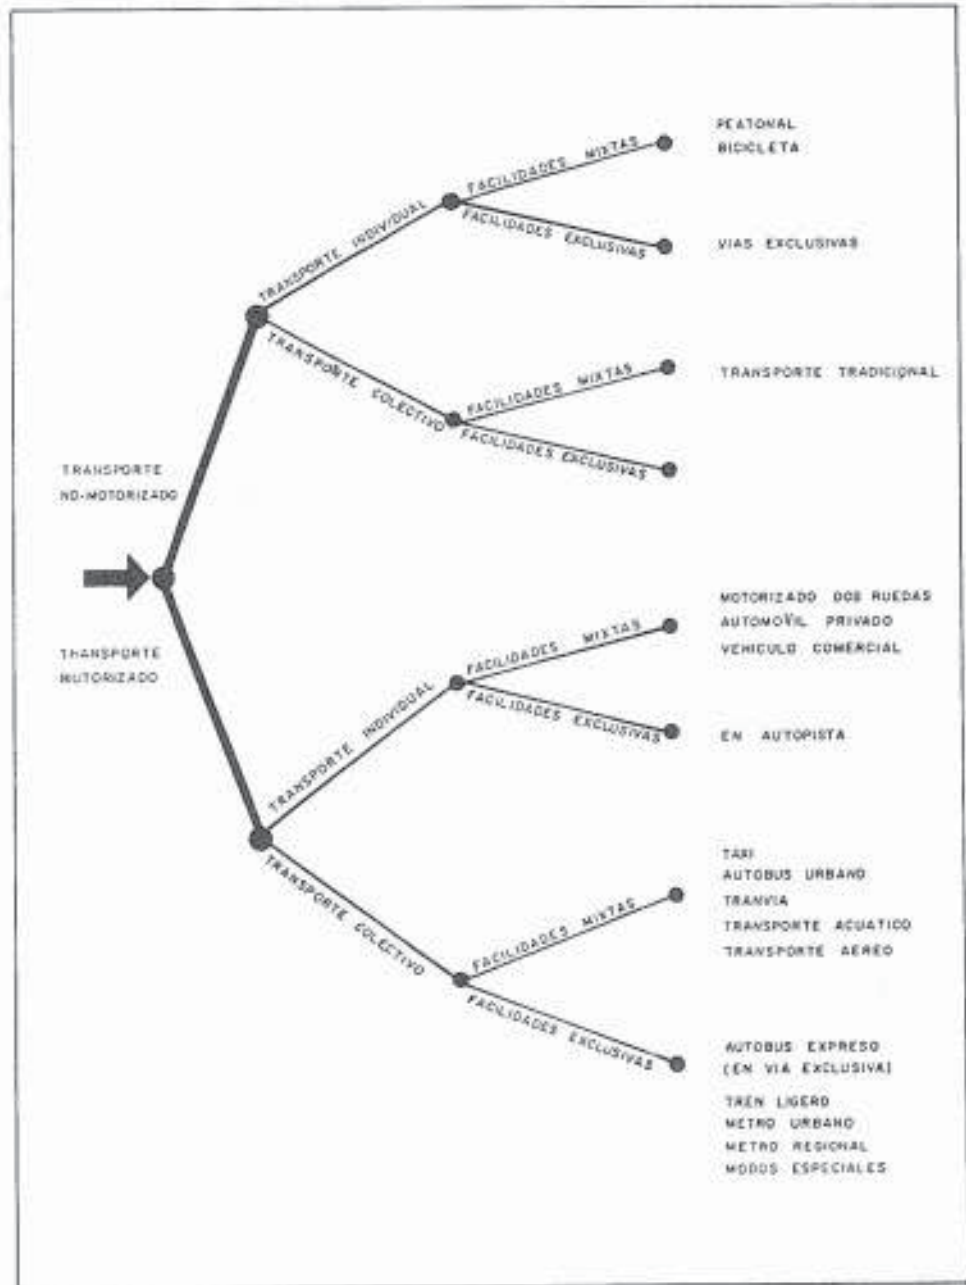 PEATONAL
BICICLETA
FACILIDADES MIXTAS
FACILIDADES EXCLUSIVAS
VIAS EXCLUSIVAS
TRANSPORTE INDIVIDUAL
TRANSPORTE COLECTIVO
FACILIDADES MIXTAS
TRANSPORTE TRADICIONAL
FACILIDADES EXCLUSIVAS
TRANSPORTE
NO-MOTORIZADO
TRANSPORTE
MOTORIZADO
MOTORIZADO DOS RUEDAS
AUTOMOVIL PRIVADO
VEHICULO COMERCIAL
FACILIDADES MIXTAS
FACILIDADES EXCLUSIVAS
EN AUTOPISTA
TRANSPORTE INDIVIDUAL
TRANSPORTE COLECTIVO
TAXI
AUTOBUS URBANO
TRANVIA
TRANSPORTE ACUATICO
TRANSPORTE AEREO
FACILIDADES MIXTAS
FACILIDADES EXCLUSIVAS
AUTOBUS EXPRESO
(EN VIA EXCLUSIVA)
TREN LIGERO
METRO URBANO
METRO REGIONAL
MODOS ESPECIALES